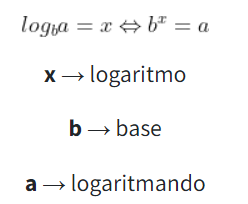 log_b a = x ⇔ b^x = a
x → logaritmo
b → base
a → logaritmando